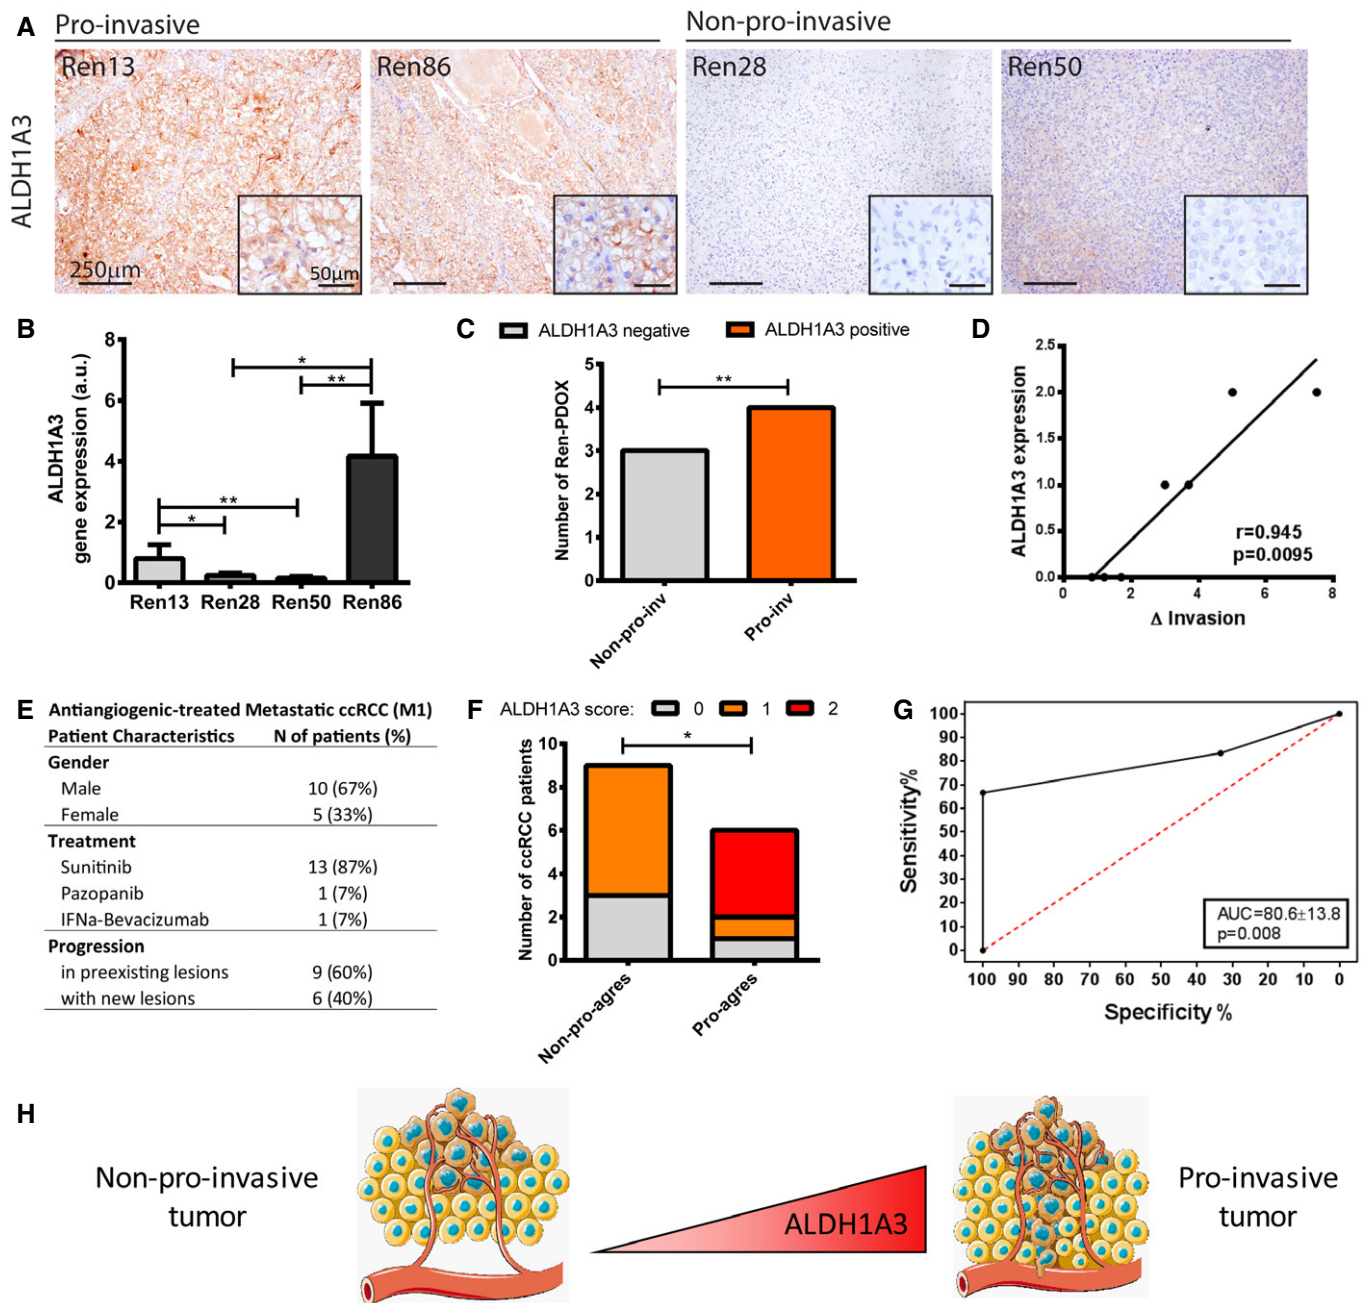 A
Pro-invasive
Non-pro-invasive
ALDH1A3
Ren13
Ren86
Ren28
Ren50
250µm
50µm
B
ALDH1A3
gene expression (a.u.)
8
6
4
2
0
*
**
**
*
Ren13
Ren28
Ren50
Ren86
C
ALDH1A3 negative
ALDH1A3 positive
Number of Ren-PDOX
5
4
3
2
1
0
**
Non-pro-inv
Pro-inv
D
ALDH1A3 expression
2.5
2.0
1.5
1.0
0.5
0.0
r=0.945
p=0.0095
0
2
4
6
8
Δ Invasion
E
Antiangiogenic-treated Metastatic ccRCC (M1)
Patient Characteristics N of patients (%)
Gender
Male 10 (67%)
Female 5 (33%)
Treatment
Sunitinib 13 (87%)
Pazopanib 1 (7%)
IFNa-Bevacizumab 1 (7%)
Progression
in preexisting lesions 9 (60%)
with new lesions 6 (40%)
F
ALDH1A3 score: 0 1 2
Number of ccRCC patients
10
8
6
4
2
0
*
Non-pro-agres
Pro-agres
G
Sensitivity%
100
90
80
70
60
50
40
30
20
10
0
AUC=80.6±13.8
p=0.008
100 90 80 70 60 50 40 30 20 10 0
Specificity %
H
Non-pro-invasive
tumor
ALDH1A3
Pro-invasive
tumor